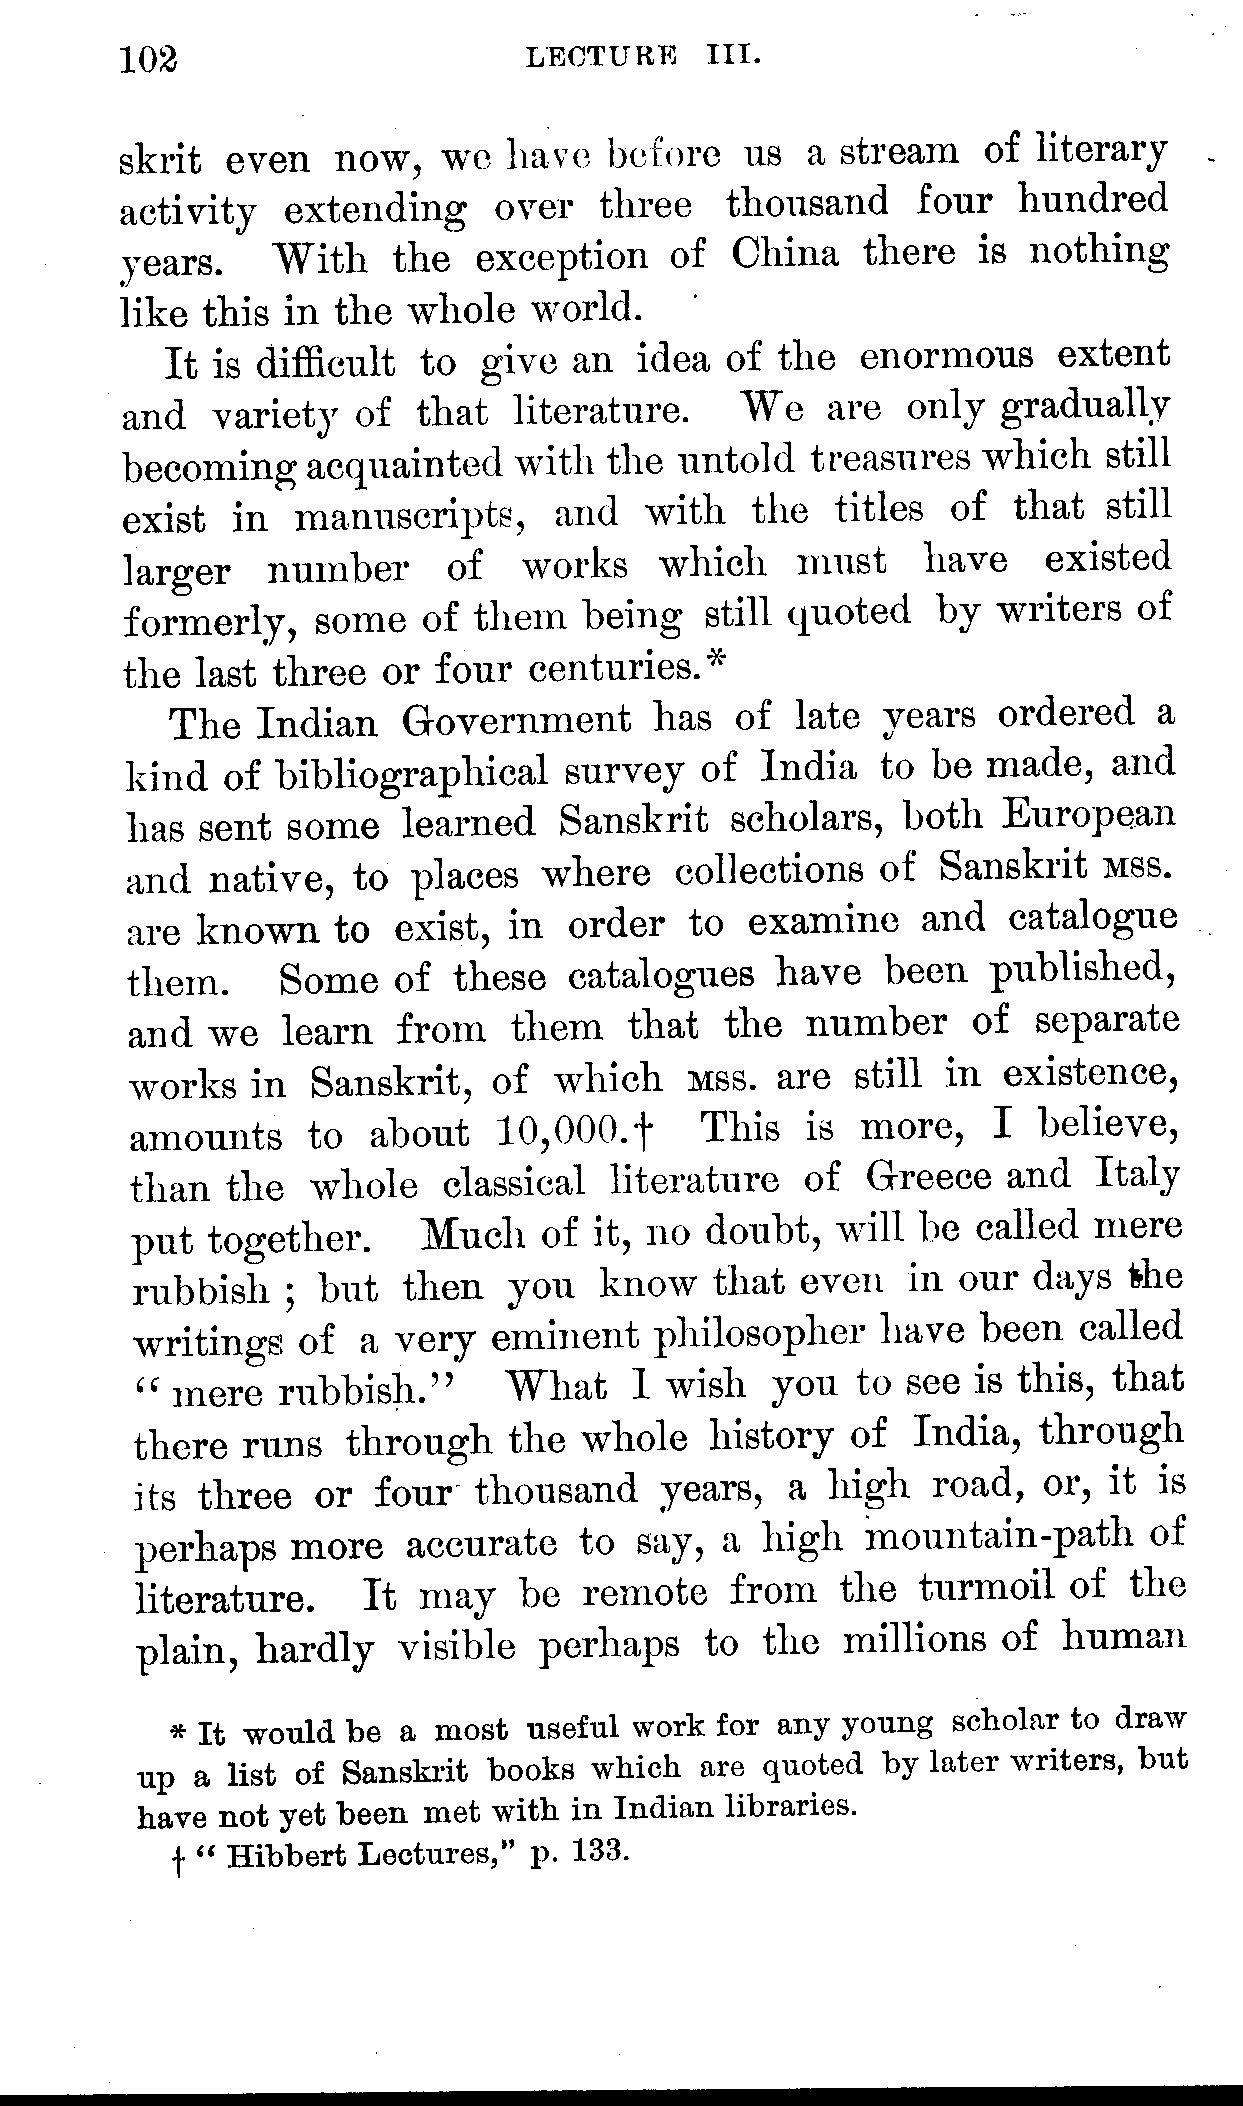 102 LECTURE III.
skrit even now, we have before us a stream of literary
activity extending over three thousand four hundred
years. With the exception of China there is nothing
like this in the whole world.
It is difficult to give an idea of the enormous extent
and variety of that literature. We are only gradually
becoming acquainted with the untold treasures which still
exist in manuscripts, and with the titles of that still
larger number of works which must have existed
formerly, some of them being still quoted by writers of
the last three or four centuries.*
The Indian Government has of late years ordered a
kind of bibliographical survey of India to be made, and
has sent some learned Sanskrit scholars, both European
and native, to places where collections of Sanskrit MSS.
are known to exist, in order to examine and catalogue
them. Some of these catalogues have been published,
and we learn from them that the number of separate
works in Sanskrit, of which MSS. are still in existence,
amounts to about 10,000.† This is more, I believe,
than the whole classical literature of Greece and Italy
put together. Much of it, no doubt, will be called mere
rubbish ; but then you know that even in our days the
writings of a very eminent philosopher have been called
“ mere rubbish.” What I wish you to see is this, that
there runs through the whole history of India, through
its three or four thousand years, a high road, or, it is
perhaps more accurate to say, a high mountain-path of
literature. It may be remote from the turmoil of the
plain, hardly visible perhaps to the millions of human
* It would be a most useful work for any young scholar to draw
up a list of Sanskrit books which are quoted by later writers, but
have not yet been met with in Indian libraries.
† “ Hibbert Lectures,” p. 133.